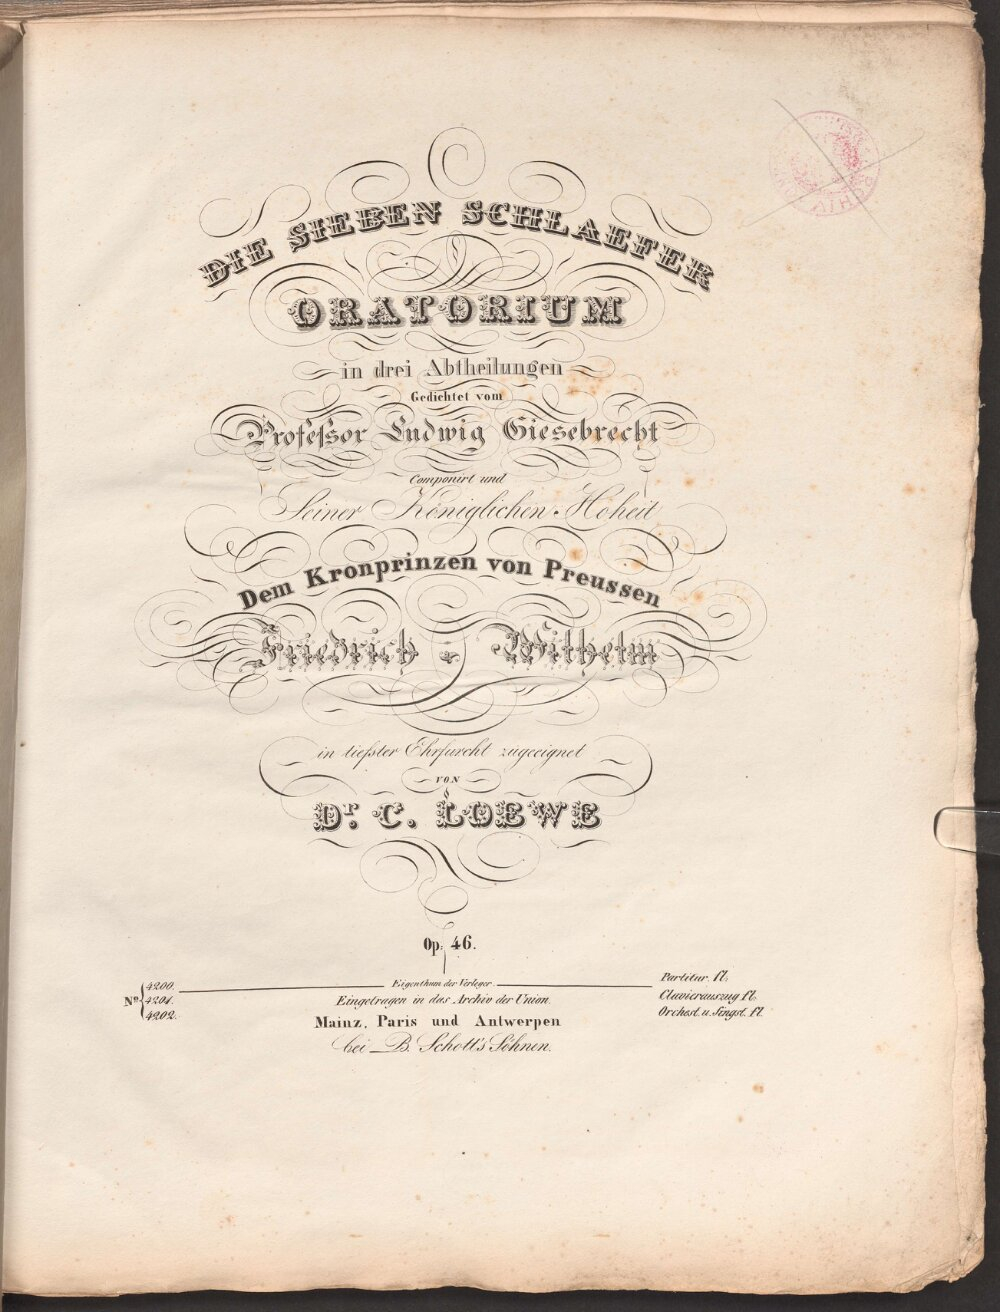 DIE SIEBEN SCHLAEFER
ORATORIUM
in drei Abtheilungen
Gedichtet vom
Profeſsor Ludwig Giesebrecht
Componirt und
Seiner Königlichen Hoheit
Dem Kronprinzen von Preussen
Friedrich Wilhelm
in tiefster Ehrfurcht zugeeignet
VON
Dr. C. LOEWE
Op. 46.
No 4200.
4201.
4202.
Eigenthum der Verleger.
Eingetragen in das Archiv der Union.
Mainz, Paris und Antwerpen
bei B. Schott's Söhnen.
Partitur. fl.
Clavierauszug fl.
Orchest. u. Singst. fl.